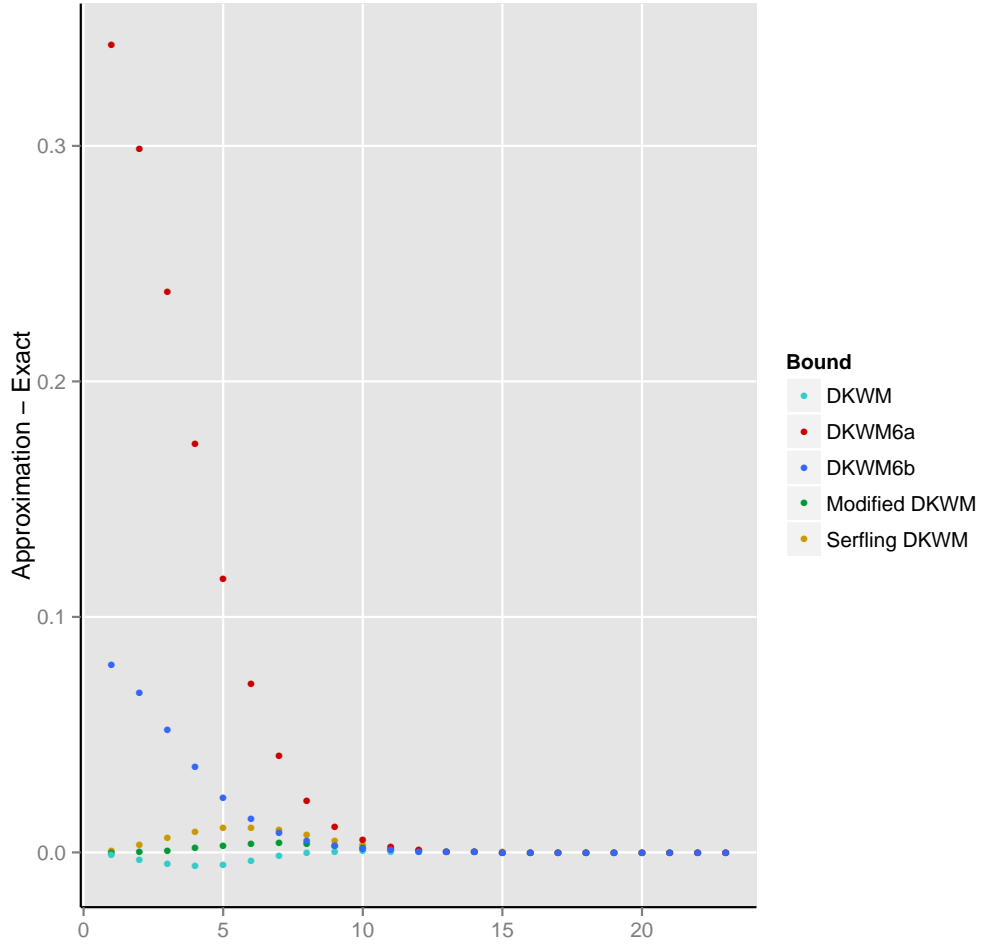 Approximation − Exact
0.3
0.2
0.1
0.0
0 5 10 15 20
Bound
DKWM
DKWM6a
DKWM6b
Modified DKWM
Serfling DKWM